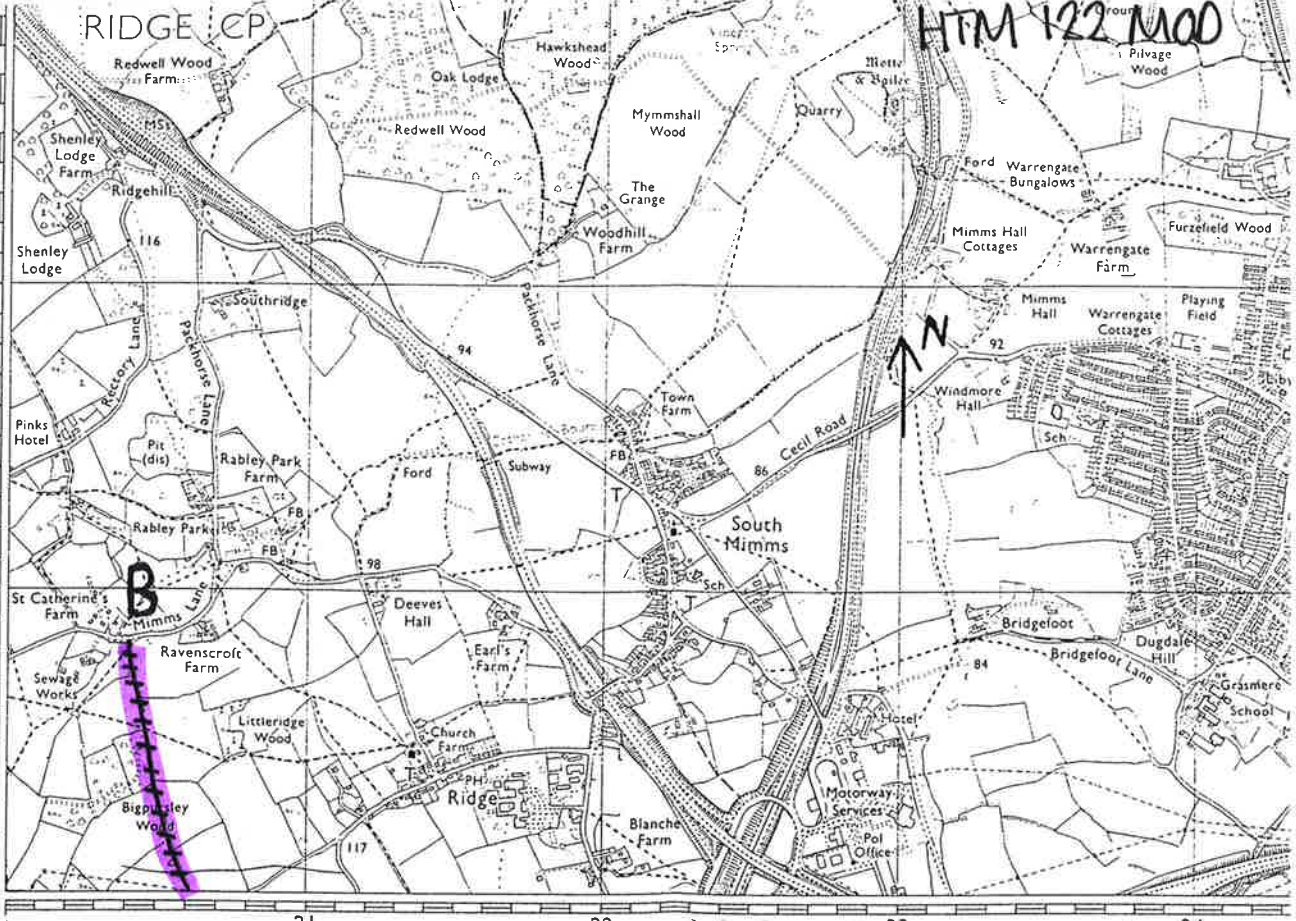 RIDGE CP
HTM 122 MOD
Redwell Wood
Farm
Hawkshead
Wood
Oak Lodge
Motte
& Bailey
Pilvage
Wood
MS
Redwell Wood
Mymmshall
Wood
Quarry
Shenley
Lodge
Farm
Ridgehill
The
Grange
Ford
Warrengate
Bungalows
Woodhill
Farm
Mimms Hall
Cottages
Furzefield Wood
Shenley
Lodge
116
Warrengate
Farm
Southridge
Packhorse Lane
Mimms
Hall
Warrengate
Cottages
Playing
Field
Rectory Lane
Packhorse Lane
94
N
92
Liby
Pinks
Hotel
Town
Farm
Windmore
Hall
Pit
(dis)
Rabley Park
Farm
Ford
Subway
FB
Cecil Road
86
Sch
T
FB
Rabley Park
FB
South
Mimms
98
Sch
B
St Catherine's
Farm
Mimms Lane
Deeves
Hall
T
Bridgefoot
Ravenscroft
Farm
Earl's
Farm
Dugdale
Hill
Bridgefoot Lane
84
Sewage
Works
Grasmere
School
Littleridge
Wood
Hotel
Church
Farm
T
PH
Ridge
Motorway
Services
Bigpursley
Wood
Blanche
Farm
Pol
Office
117